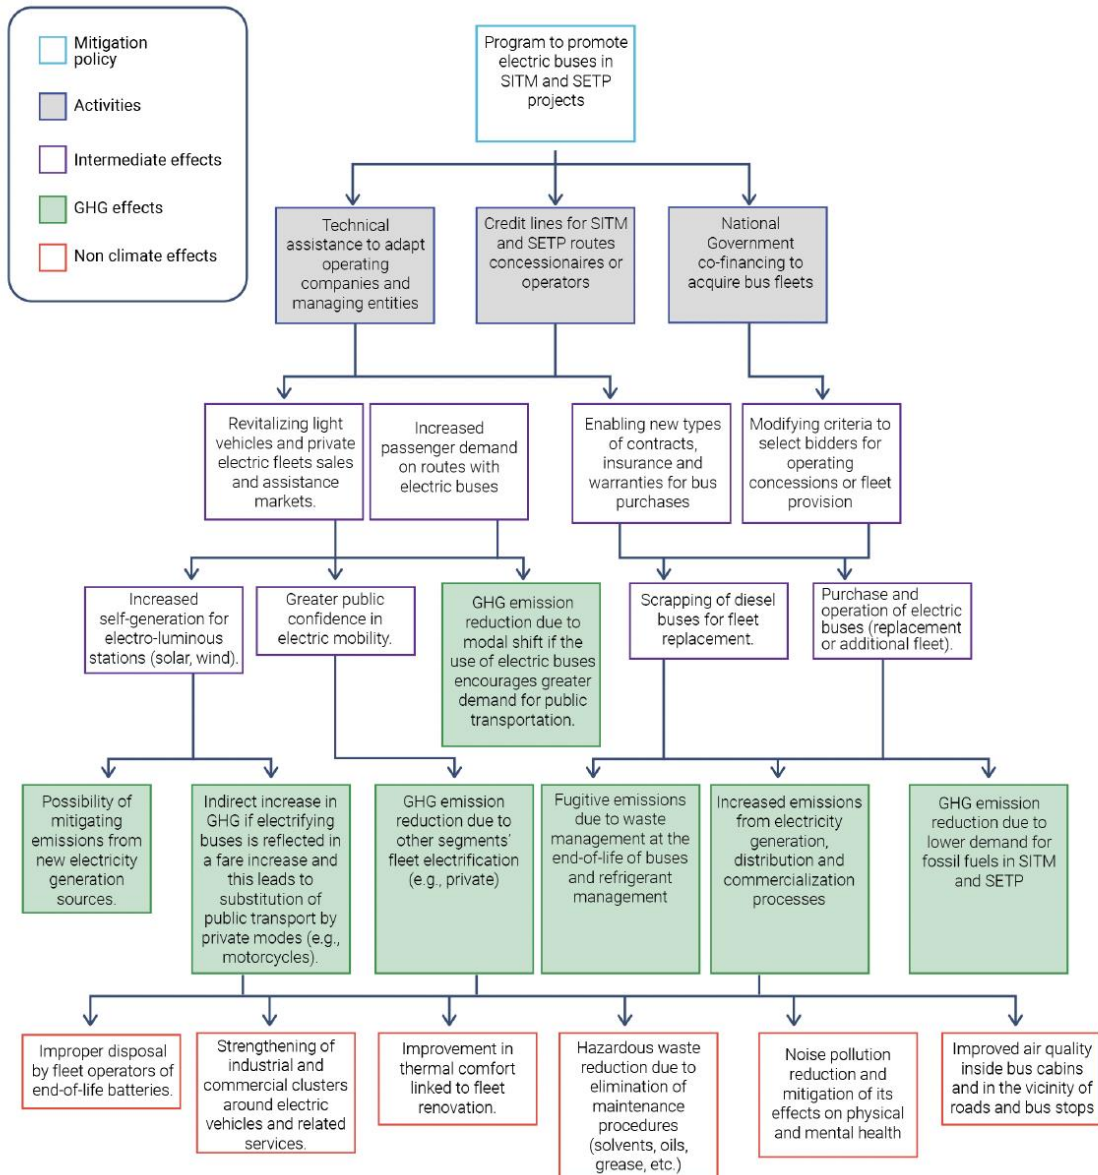 Mitigation
policy
Activities
Intermediate effects
GHG effects
Non climate effects
Program to promote
electric buses in
SITM and SETP
projects
Technical
assistance to adapt
operating
companies and
managing entities
Credit lines for SITM
and SETP routes
concessionaires or
operators
National
Government
co-financing to
acquire bus fleets
Revitalizing light
vehicles and private
electric fleets sales
and assistance
markets.
Increased
passenger demand
on routes with
electric buses
Enabling new types
of contracts,
insurance and
warranties for bus
purchases
Modifying criteria to
select bidders for
operating
concessions or fleet
provision
Increased
self-generation for
electro-luminous
stations (solar, wind).
Greater public
confidence in
electric mobility.
GHG emission
reduction due to
modal shift if the
use of electric buses
encourages greater
demand for public
transportation.
Scrapping of diesel
buses for fleet
replacement.
Purchase and
operation of electric
buses (replacement
or additional fleet).
Possibility of
mitigating
emissions from
new electricity
generation
sources.
Indirect increase in
GHG if electrifying
buses is reflected in
a fare increase and
this leads to
substitution of
public transport by
private modes (e.g.,
motorcycles).
GHG emission
reduction due to
other segments'
fleet electrification
(e.g., private)
Fugitive emissions
due to waste
management at the
end-of-life of buses
and refrigerant
management
Increased emissions
from electricity
generation,
distribution and
commercialization
processes
GHG emission
reduction due to
lower demand for
fossil fuels in SITM
and SETP
Improper disposal
by fleet operators of
end-of-life batteries.
Strengthening of
industrial and
commercial clusters
around electric
vehicles and related
services.
Improvement in
thermal comfort
linked to fleet
renovation.
Hazardous waste
reduction due to
elimination of
maintenance
procedures
(solvents, oils,
grease, etc.)
Noise pollution
reduction and
mitigation of its
effects on physical
and mental health
Improved air quality
inside bus cabins
and in the vicinity of
roads and bus stops